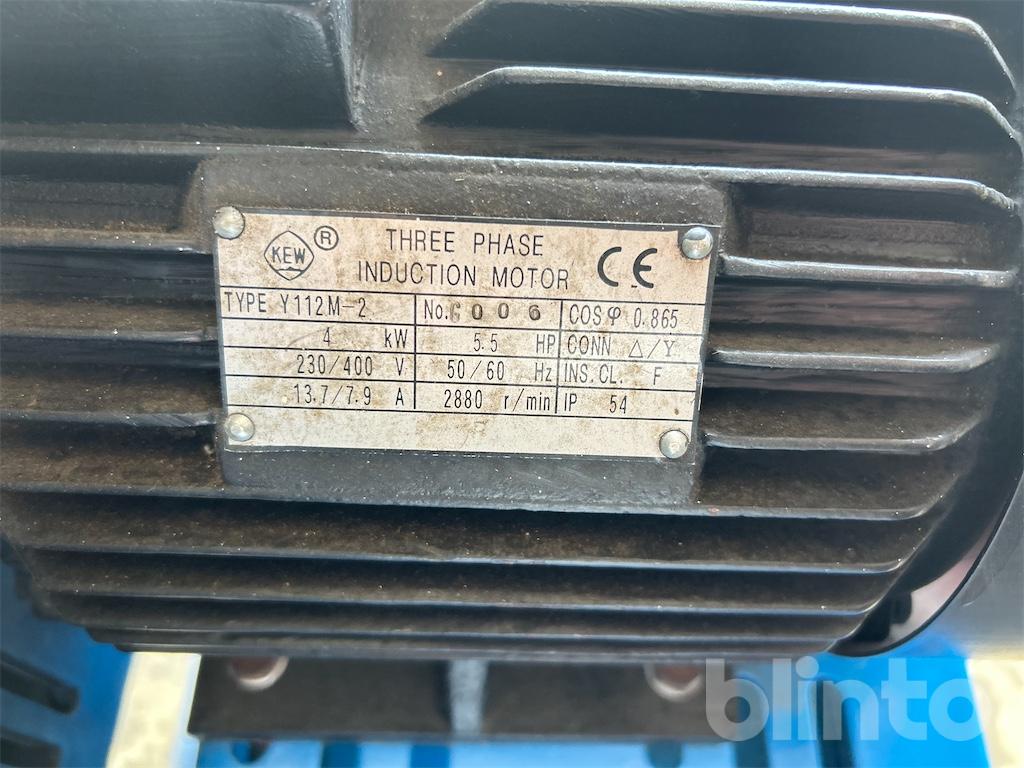 KEW ® THREE PHASE
INDUCTION MOTOR CE
TYPE Y112M-2 No. 6006 COSφ 0.865
4 kW 5.5 HP CONN △/Y
230/400 V 50/60 Hz INS.CL. F
13.7/7.9 A 2880 r/min IP 54
blinto